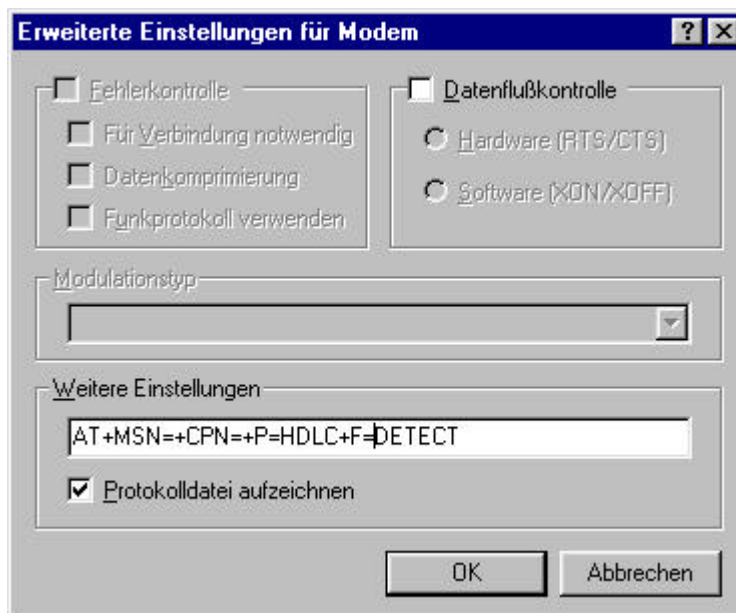 Erweiterte Einstellungen für Modem
Fehlerkontrolle
Für Verbindung notwendig
Datenkomprimierung
Funkprotokoll verwenden
Datenflußkontrolle
Hardware (RTS/CTS)
Software (XON/XOFF)
Modulationstyp
Weitere Einstellungen
AT+MSN=+CPN=+P=HDLC+F=DETECT
Protokolldatei aufzeichnen
OK
Abbrechen